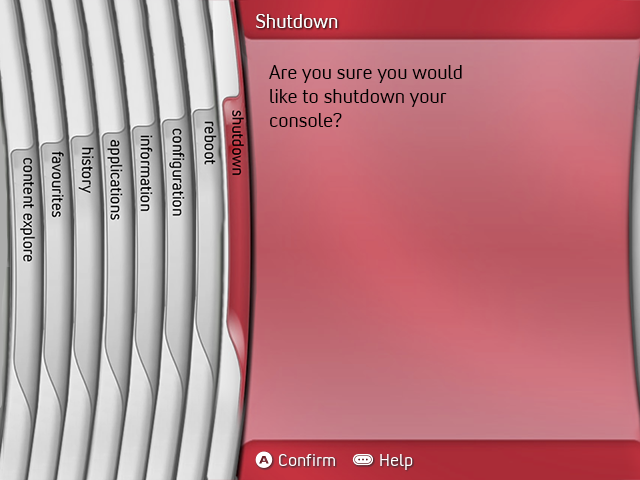 Shutdown
Are you sure you would
like to shutdown your
console?
content explore
favourites
history
applications
information
configuration
reboot
shutdown
A Confirm
Help